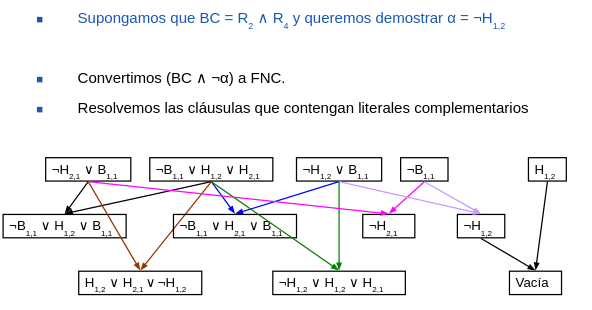 Supongamos que BC = R2 ∧ R4 y queremos demostrar α = ¬H1,2
Convertimos (BC ∧ ¬α) a FNC.
Resolvemos las cláusulas que contengan literales complementarios
¬H2,1 ∨ B1,1 ¬B1,1 ∨ H1,2 ∨ H2,1 ¬H1,2 ∨ B1,1 ¬B1,1 H1,2
¬B1,1 ∨ H1,2 ∨ B1,1 ¬B1,1 ∨ H2,1 ∨ B1,1 ¬H2,1 ¬H1,2
H1,2 ∨ H2,1 ∨ ¬H1,2 ¬H1,2 ∨ H1,2 ∨ H2,1 Vacía